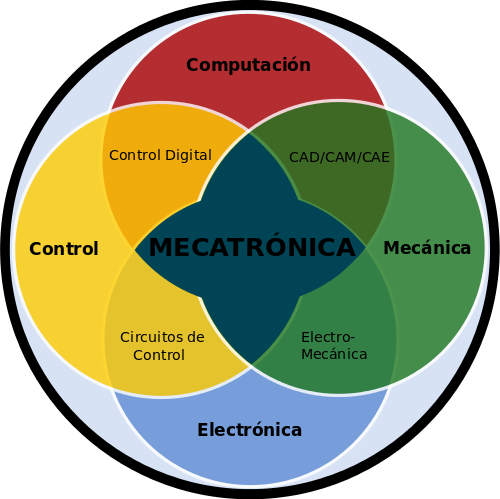 Computación
Control Digital
CAD/CAM/CAE
Control
MECATRÓNICA
Mecánica
Circuitos de
Control
Electro-
Mecánica
Electrónica